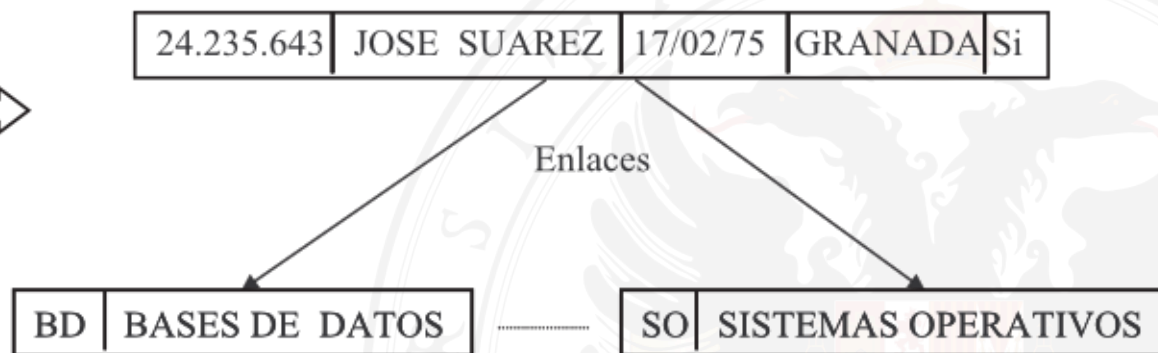 24.235.643 JOSE SUAREZ 17/02/75 GRANADA Si
Enlaces
BD BASES DE DATOS SO SISTEMAS OPERATIVOS